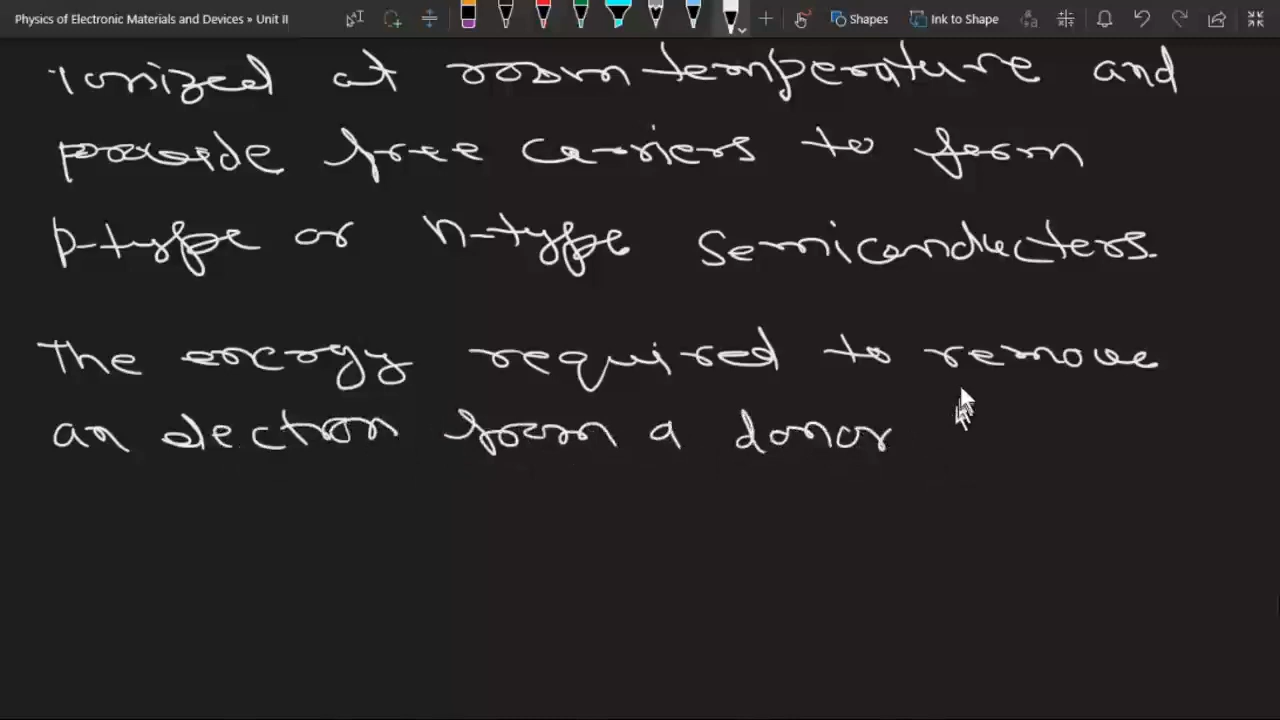 Physics of Electronic Materials and Devices » Unit II
Shapes
Ink to Shape
ionized at room temperature and
provide free carriers to form
p-type or n-type semiconducters.
The energy required to remove
an electron from a donor